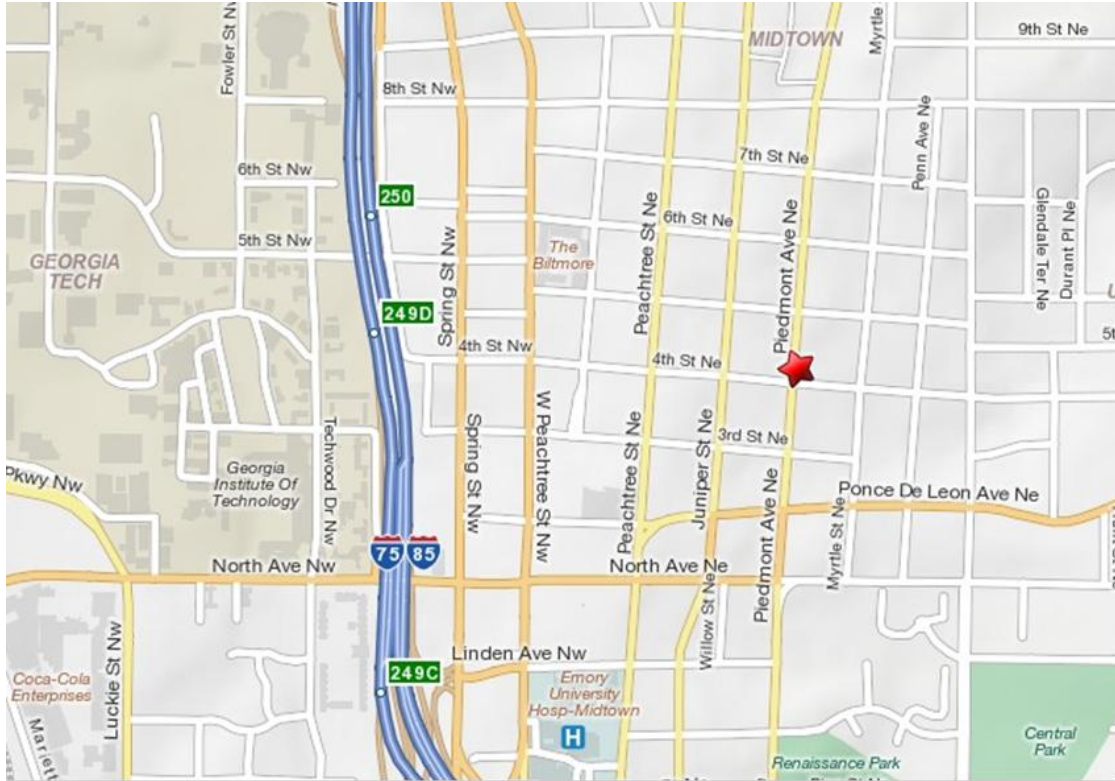 Fowler St Nw
MIDTOWN
Myrtle
9th St Ne
8th St Nw
7th St Ne
Penn Ave Ne
6th St Nw
250
Peachtree St Ne
6th St Ne
Piedmont Ave Ne
Glendale Ter Ne
Durant Pl Ne
U
5th St Nw
GEORGIA
TECH
The
Biltmore
Spring St Nw
249D
4th St Nw
4th St Ne
5t
Techwood Dr Nw
Spring St Nw
W Peachtree St Nw
Peachtree St Ne
Juniper St Ne
3rd St Ne
Pkwy Nw
Georgia
Institute Of
Technology
Piedmont Ave Ne
Ponce De Leon Ave Ne
Myrtle St Ne
75
85
North Ave Nw
North Ave Ne
Willow St Ne
Linden Ave Nw
249C
Coca-Cola
Enterprises
Luckie St Nw
Mariett
Emory
University
Hosp-Midtown
H
Central
Park
Renaissance Park